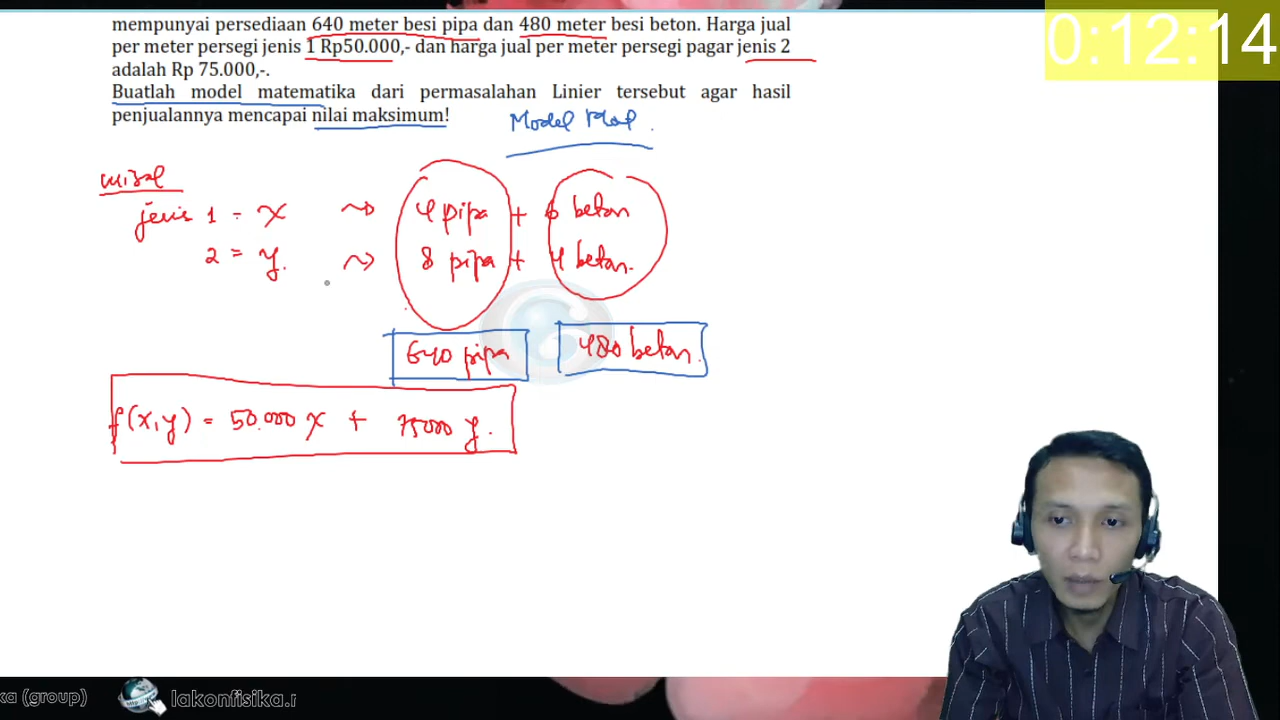 mempunyai persediaan 640 meter besi pipa dan 480 meter besi beton. Harga jual
per meter persegi jenis 1 Rp50.000,- dan harga jual per meter persegi pagar jenis 2
adalah Rp 75.000,-.
Buatlah model matematika dari permasalahan Linier tersebut agar hasil
penjualannya mencapai nilai maksimum!
0:12:14
Model
misal
jenis 1 = x ~> 4 pipa + 6 beton
2 = y. ~> 8 pipa + 4 beton.
640 pipa 480 beton.
f(x,y) = 50.000 x + 75000 y.
ka (group)
lakonfisika.r